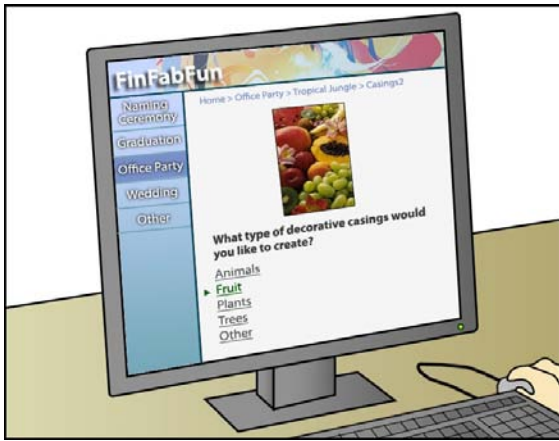 FinFabFun
Home > Office Party > Tropical Jungle > Casings2
Naming
Ceremony
Graduation
Office Party
Wedding
Other
What type of decorative casings would
you like to create?
Animals
Fruit
Plants
Trees
Other